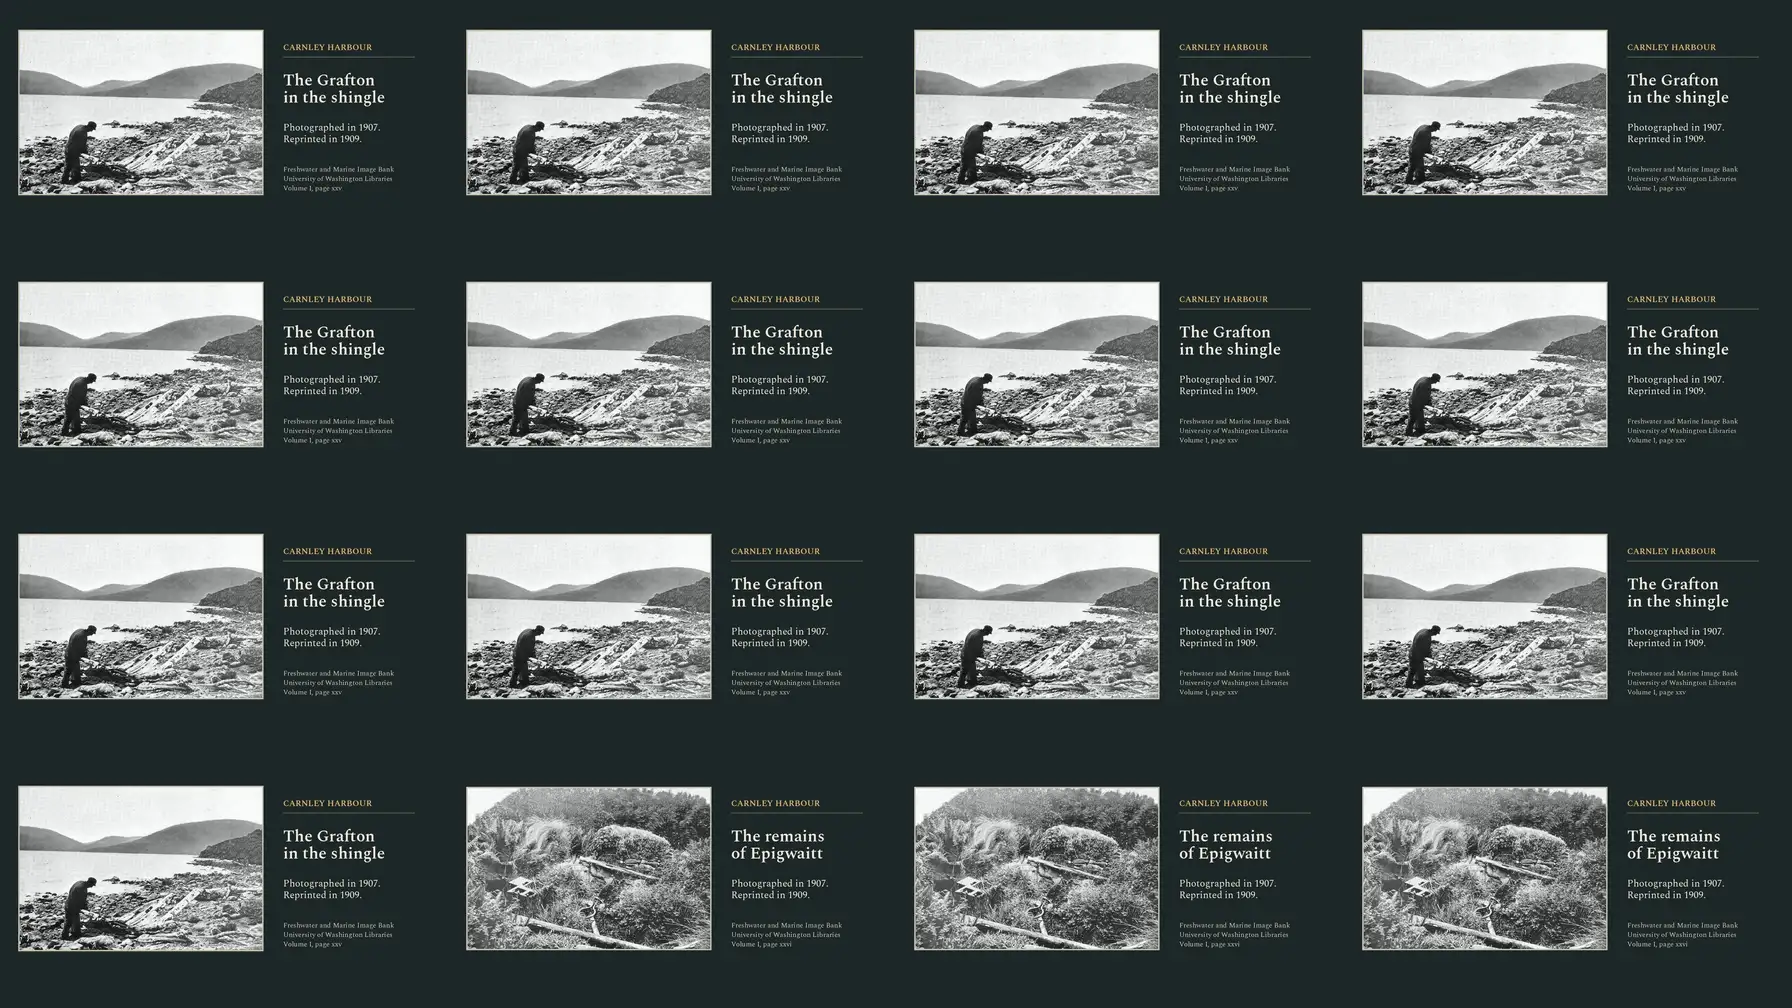 CARNLEY HARBOUR
The Grafton
in the shingle
Photographed in 1907.
Reprinted in 1909.
Freshwater and Marine Image Bank
University of Washington Libraries
Volume I, page xxv
CARNLEY HARBOUR
The Grafton
in the shingle
Photographed in 1907.
Reprinted in 1909.
Freshwater and Marine Image Bank
University of Washington Libraries
Volume I, page xxv
CARNLEY HARBOUR
The Grafton
in the shingle
Photographed in 1907.
Reprinted in 1909.
Freshwater and Marine Image Bank
University of Washington Libraries
Volume I, page xxv
CARNLEY HARBOUR
The Grafton
in the shingle
Photographed in 1907.
Reprinted in 1909.
Freshwater and Marine Image Bank
University of Washington Libraries
Volume I, page xxv
CARNLEY HARBOUR
The Grafton
in the shingle
Photographed in 1907.
Reprinted in 1909.
Freshwater and Marine Image Bank
University of Washington Libraries
Volume I, page xxv
CARNLEY HARBOUR
The Grafton
in the shingle
Photographed in 1907.
Reprinted in 1909.
Freshwater and Marine Image Bank
University of Washington Libraries
Volume I, page xxv
CARNLEY HARBOUR
The Grafton
in the shingle
Photographed in 1907.
Reprinted in 1909.
Freshwater and Marine Image Bank
University of Washington Libraries
Volume I, page xxv
CARNLEY HARBOUR
The Grafton
in the shingle
Photographed in 1907.
Reprinted in 1909.
Freshwater and Marine Image Bank
University of Washington Libraries
Volume I, page xxv
CARNLEY HARBOUR
The Grafton
in the shingle
Photographed in 1907.
Reprinted in 1909.
Freshwater and Marine Image Bank
University of Washington Libraries
Volume I, page xxv
CARNLEY HARBOUR
The Grafton
in the shingle
Photographed in 1907.
Reprinted in 1909.
Freshwater and Marine Image Bank
University of Washington Libraries
Volume I, page xxv
CARNLEY HARBOUR
The Grafton
in the shingle
Photographed in 1907.
Reprinted in 1909.
Freshwater and Marine Image Bank
University of Washington Libraries
Volume I, page xxv
CARNLEY HARBOUR
The Grafton
in the shingle
Photographed in 1907.
Reprinted in 1909.
Freshwater and Marine Image Bank
University of Washington Libraries
Volume I, page xxv
CARNLEY HARBOUR
The Grafton
in the shingle
Photographed in 1907.
Reprinted in 1909.
Freshwater and Marine Image Bank
University of Washington Libraries
Volume I, page xxv
CARNLEY HARBOUR
The remains
of Epigwaitt
Photographed in 1907.
Reprinted in 1909.
Freshwater and Marine Image Bank
University of Washington Libraries
Volume I, page xxvi
CARNLEY HARBOUR
The remains
of Epigwaitt
Photographed in 1907.
Reprinted in 1909.
Freshwater and Marine Image Bank
University of Washington Libraries
Volume I, page xxvi
CARNLEY HARBOUR
The remains
of Epigwaitt
Photographed in 1907.
Reprinted in 1909.
Freshwater and Marine Image Bank
University of Washington Libraries
Volume I, page xxvi